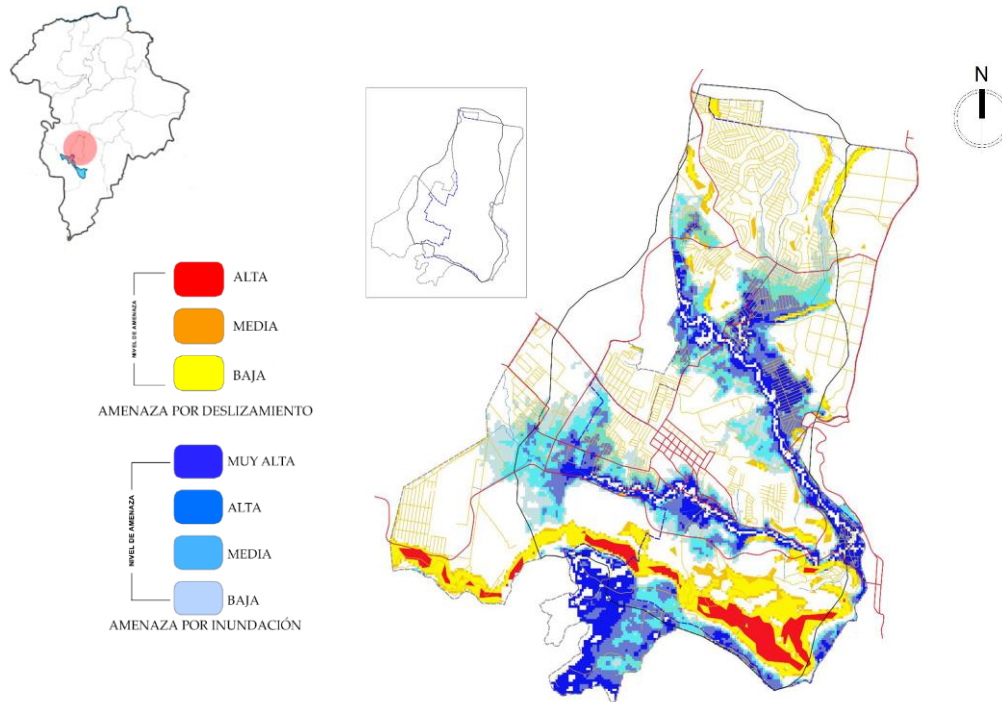 N
NIVEL DE AMENAZA
ALTA
MEDIA
BAJA
AMENAZA POR DESLIZAMIENTO
NIVEL DE AMENAZA
MUY ALTA
ALTA
MEDIA
BAJA
AMENAZA POR INUNDACIÓN